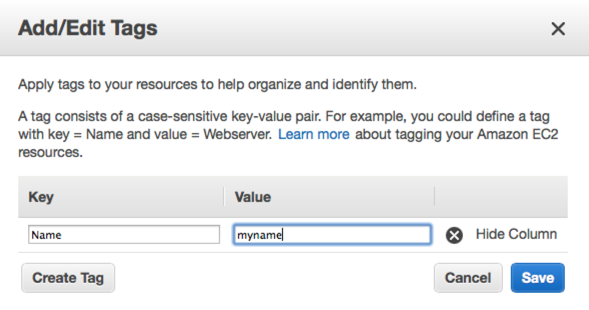 Add/Edit Tags
Apply tags to your resources to help organize and identify them.
A tag consists of a case-sensitive key-value pair. For example, you could define a tag
with key = Name and value = Webserver. Learn more about tagging your Amazon EC2
resources.
Key Value
Name myname Hide Column
Create Tag Cancel Save